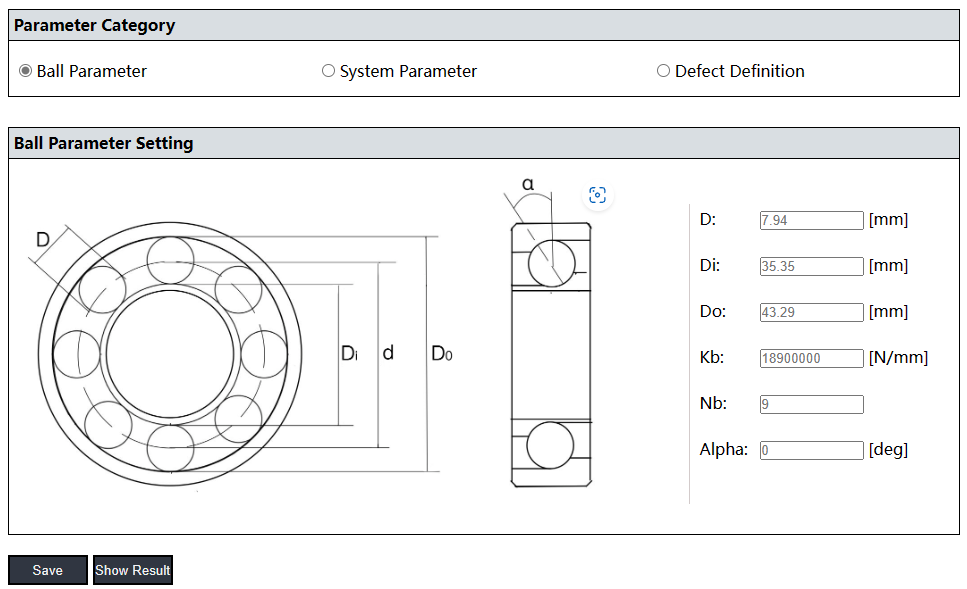 Parameter Category
Ball Parameter System Parameter Defect Definition
Ball Parameter Setting
α
D
Di d Do
D: 7.94 [mm]
Di: 35.35 [mm]
Do: 43.29 [mm]
Kb: 18900000 [N/mm]
Nb: 9
Alpha: 0 [deg]
Save Show Result